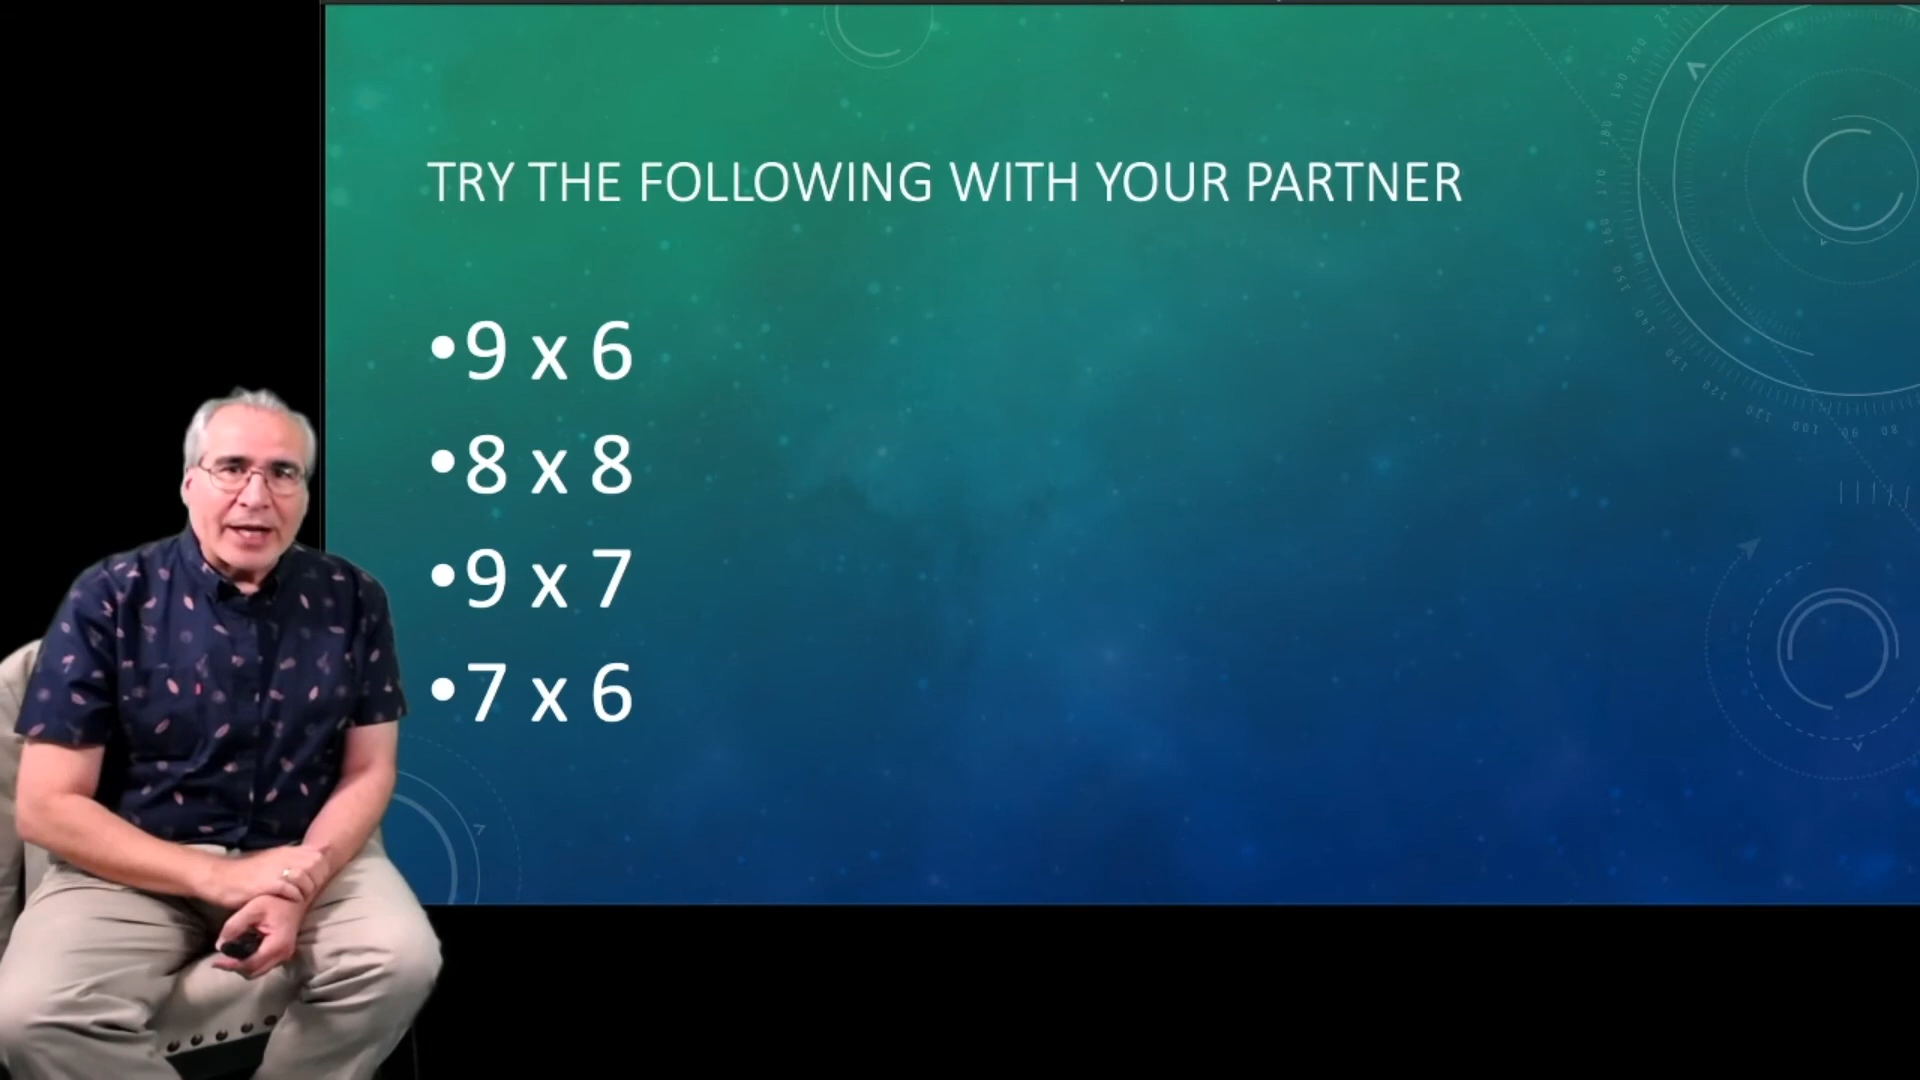 TRY THE FOLLOWING WITH YOUR PARTNER
•9 x 6
•8 x 8
•9 x 7
•7 x 6